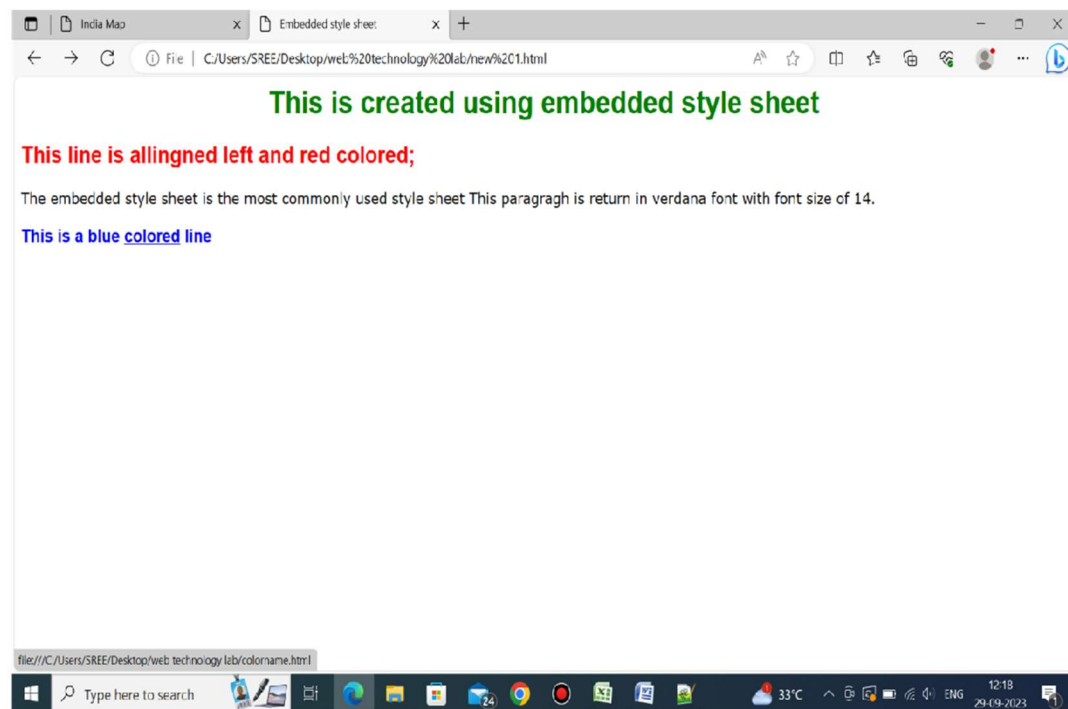 India Map
Embedded style sheet
File | C:/Users/SREE/Desktop/web%20technology%20lab/new%201.html
This is created using embedded style sheet
This line is allingned left and red colored;
The embedded style sheet is the most commonly used style sheet This paragragh is return in verdana font with font size of 14.
This is a blue colored line
file:///C:/Users/SREE/Desktop/web technology lab/colorname.html
Type here to search
24
33°C
ENG
12:18
29-09-2023
1